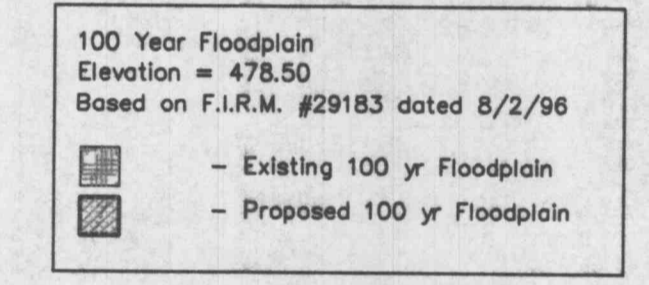 100 Year Floodplain
Elevation = 478.50
Based on F.I.R.M. #29183 dated 8/2/96
– Existing 100 yr Floodplain
– Proposed 100 yr Floodplain